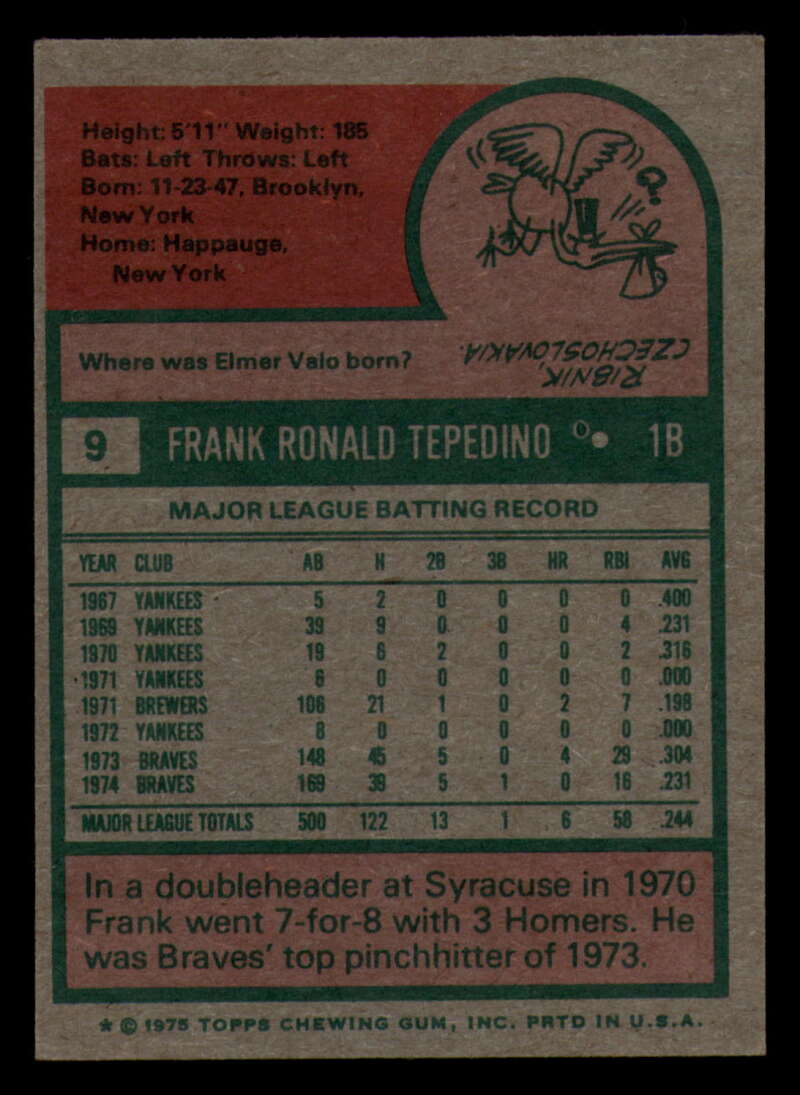 Height: 5'11" Weight: 185
Bats: Left Throws: Left
Born: 11-23-47, Brooklyn,
New York
Home: Happauge,
New York
Where was Elmer Valo born?
RIBNIK,
CZECHOSLOVAKIA.
9 FRANK RONALD TEPEDINO • 1B
MAJOR LEAGUE BATTING RECORD
YEAR CLUB AB H 2B 3B HR RBI AVG
1967 YANKEES 5 2 0 0 0 0 .400
1969 YANKEES 39 9 0 0 0 4 .231
1970 YANKEES 19 6 2 0 0 2 .316
1971 YANKEES 6 0 0 0 0 0 .000
1971 BREWERS 106 21 1 0 2 7 .198
1972 YANKEES 8 0 0 0 0 0 .000
1973 BRAVES 148 45 5 0 4 29 .304
1974 BRAVES 169 39 5 1 0 16 .231
MAJOR LEAGUE TOTALS 500 122 13 1 6 58 .244
In a doubleheader at Syracuse in 1970
Frank went 7-for-8 with 3 Homers. He
was Braves' top pinchhitter of 1973.
* © 1975 TOPPS CHEWING GUM, INC. PRTD IN U.S.A.